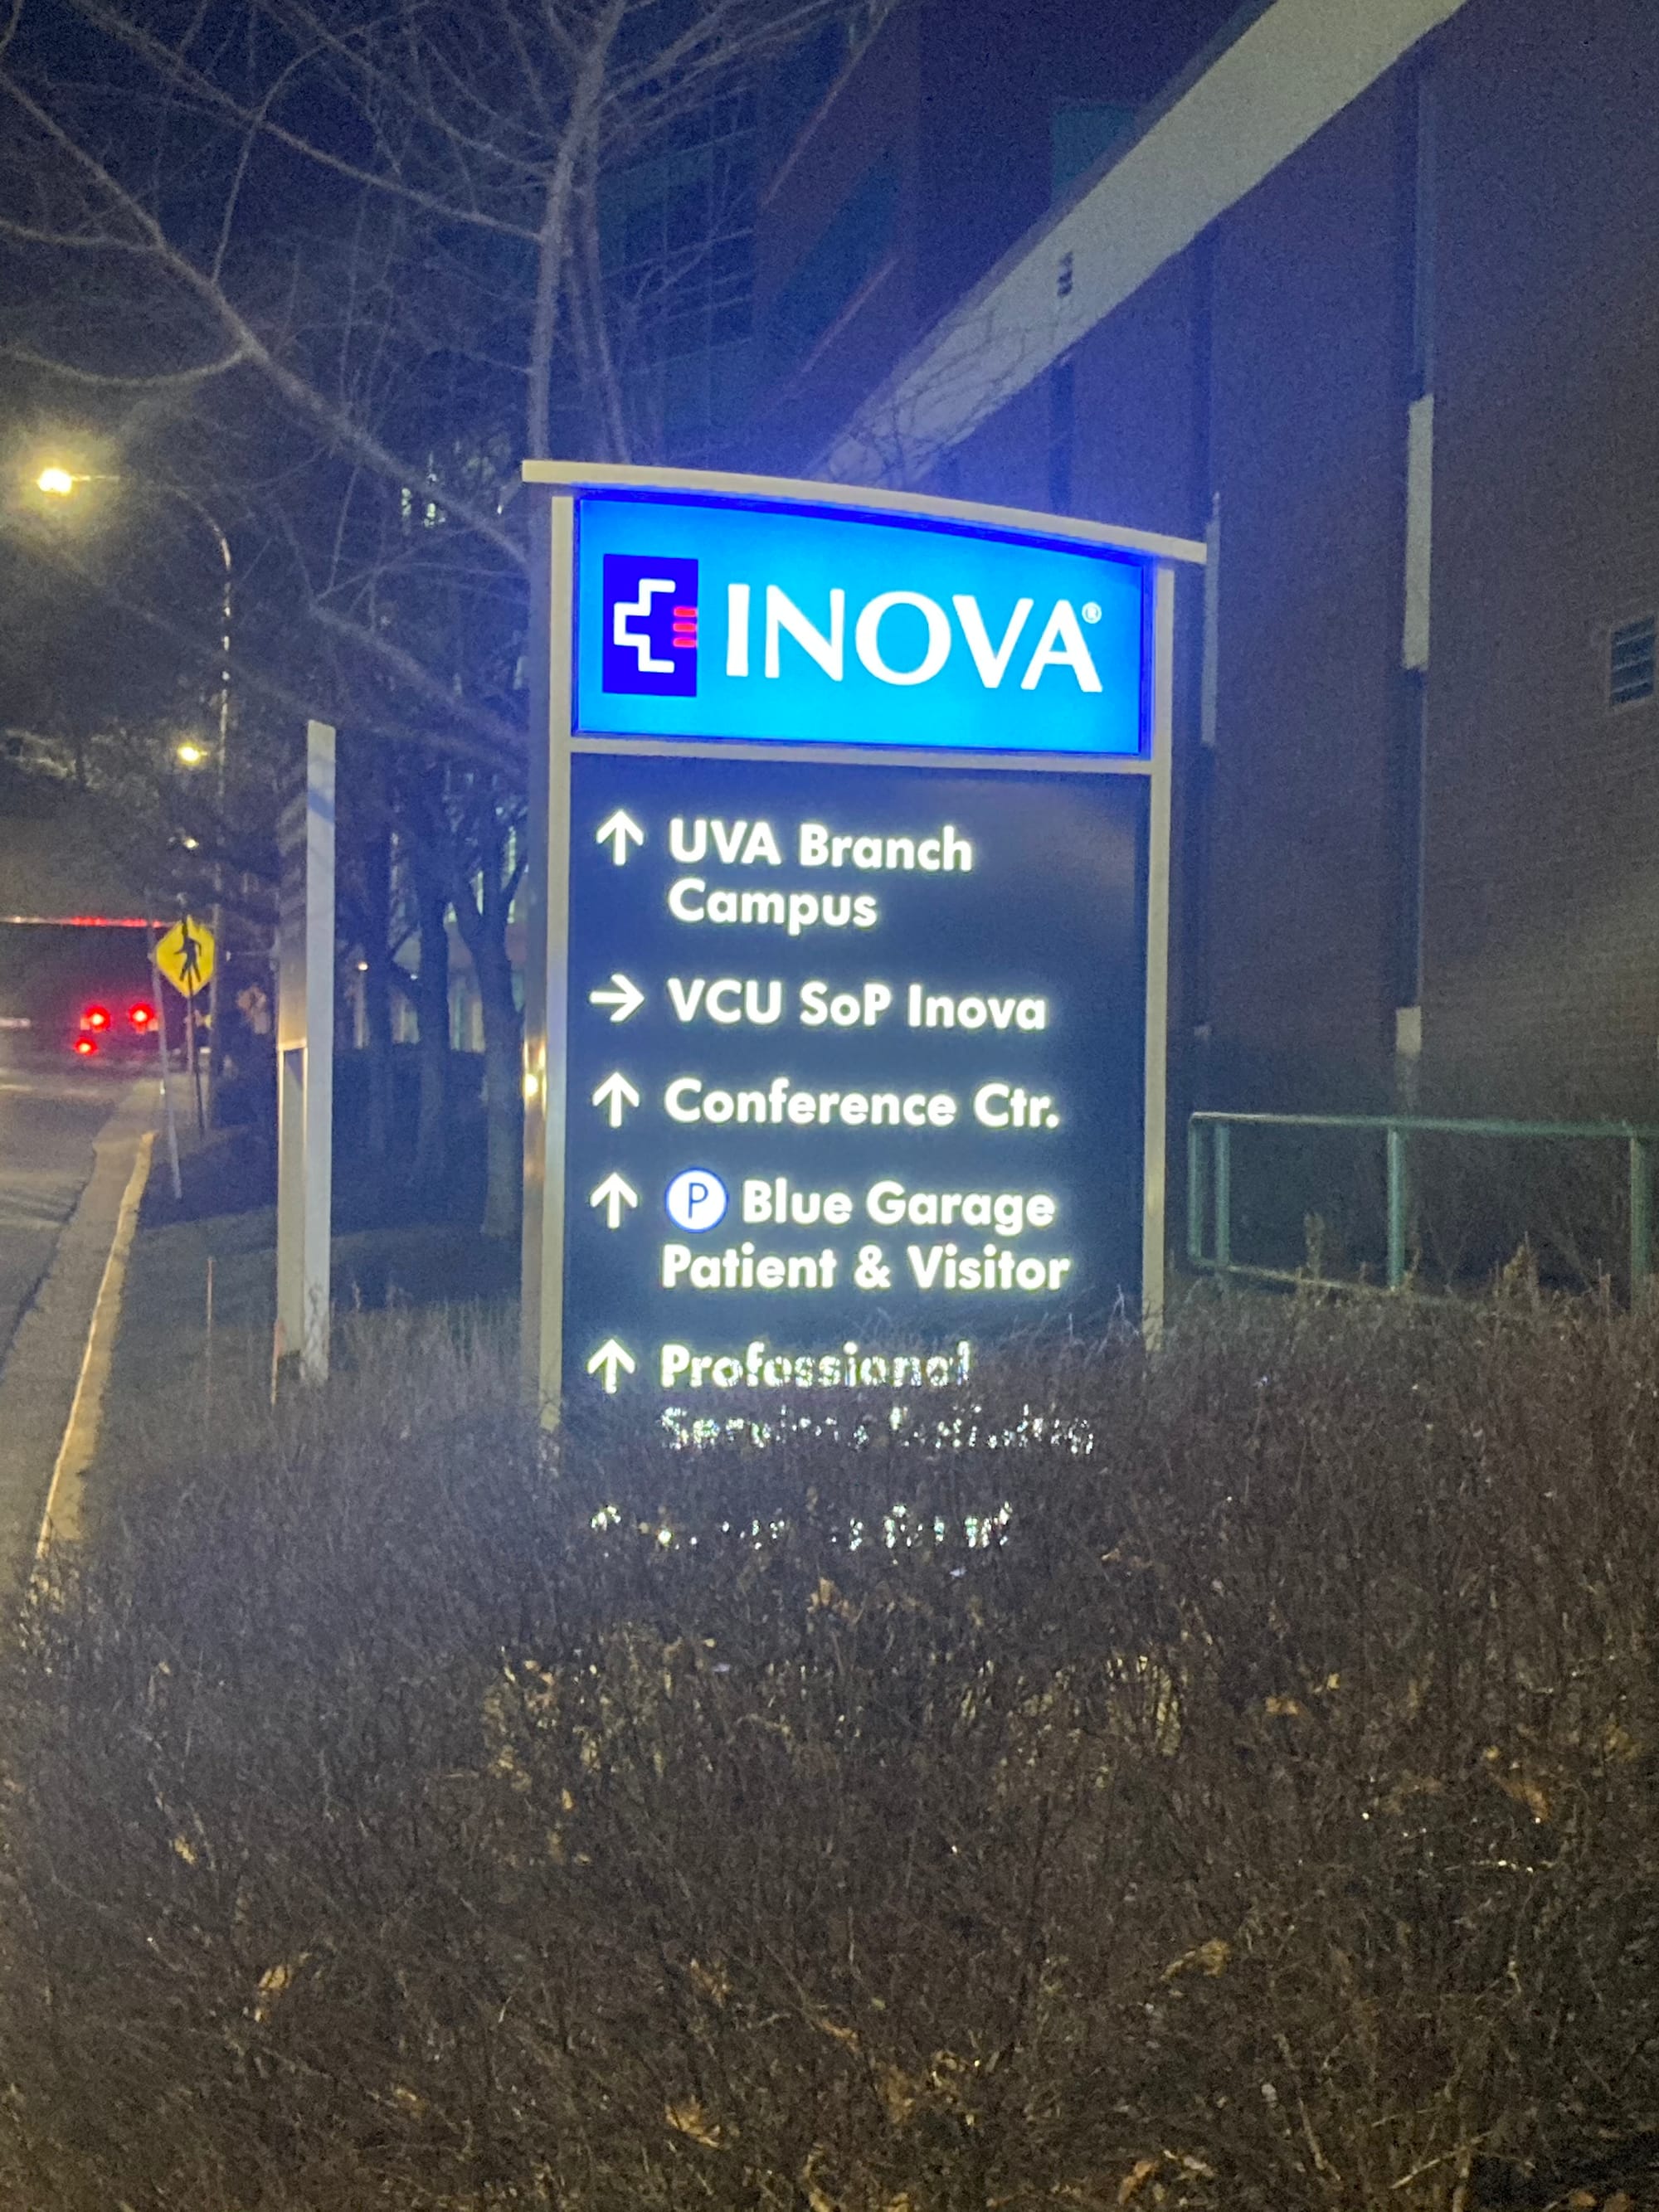 INOVA®
↑ UVA Branch
Campus
→ VCU SoP Inova
↑ Conference Ctr.
↑ P Blue Garage
Patient & Visitor
↑ Professional